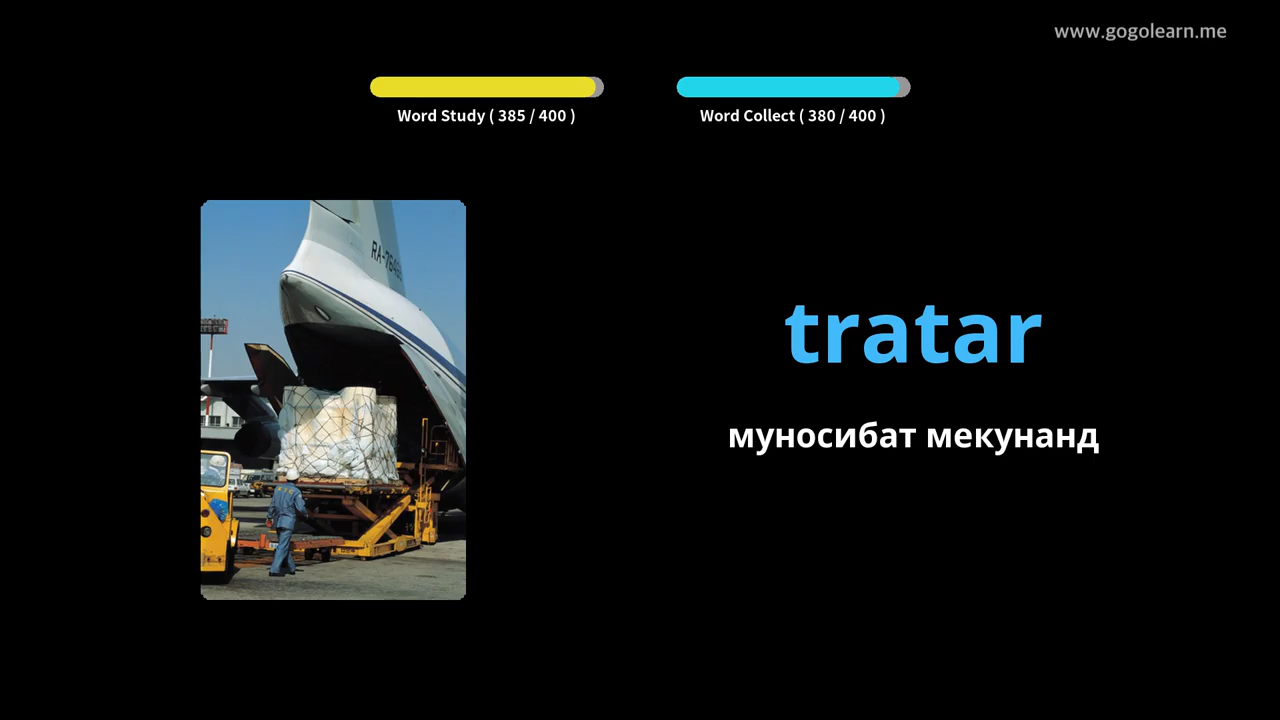 www.gogolearn.me
Word Study ( 385 / 400 )
Word Collect ( 380 / 400 )
tratar
муносибат мекунанд